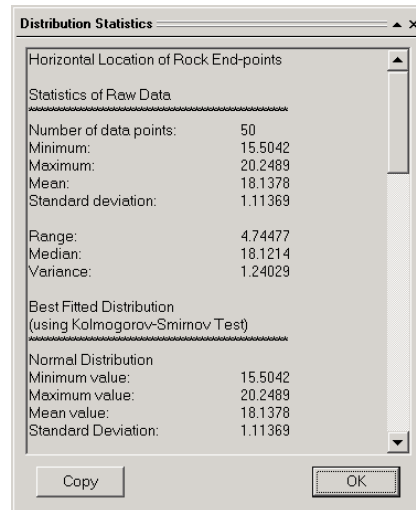 Distribution Statistics
Horizontal Location of Rock End-points
Statistics of Raw Data
Number of data points: 50
Minimum: 15.5042
Maximum: 20.2489
Mean: 18.1378
Standard deviation: 1.11369
Range: 4.74477
Median: 18.1214
Variance: 1.24029
Best Fitted Distribution
(using Kolmogorov-Smirnov Test)
Normal Distribution
Minimum value: 15.5042
Maximum value: 20.2489
Mean value: 18.1378
Standard Deviation: 1.11369
Copy OK